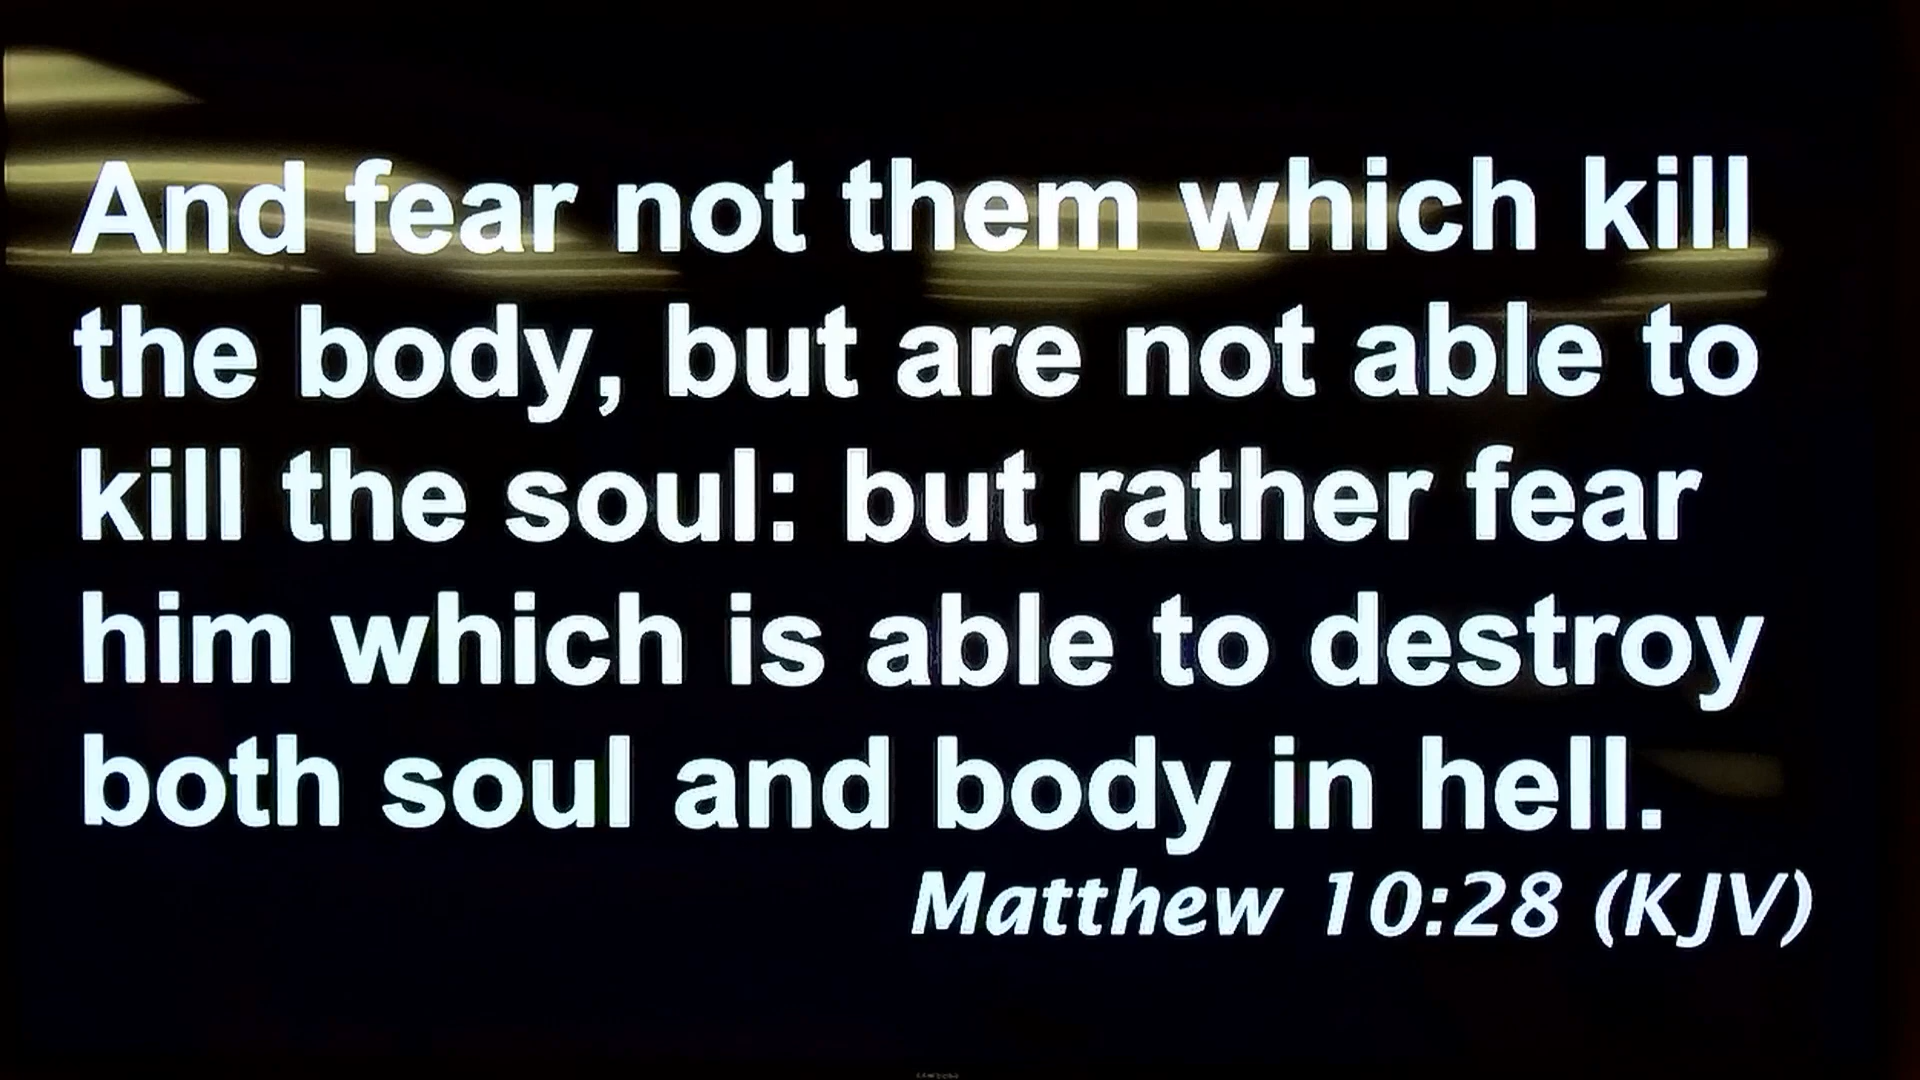 And fear not them which kill
the body, but are not able to
kill the soul: but rather fear
him which is able to destroy
both soul and body in hell.
Matthew 10:28 (KJV)